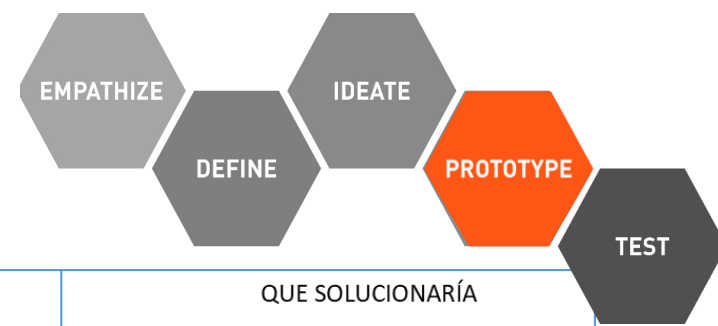 EMPATHIZE
DEFINE
IDEATE
PROTOTYPE
TEST
QUE SOLUCIONARÍA